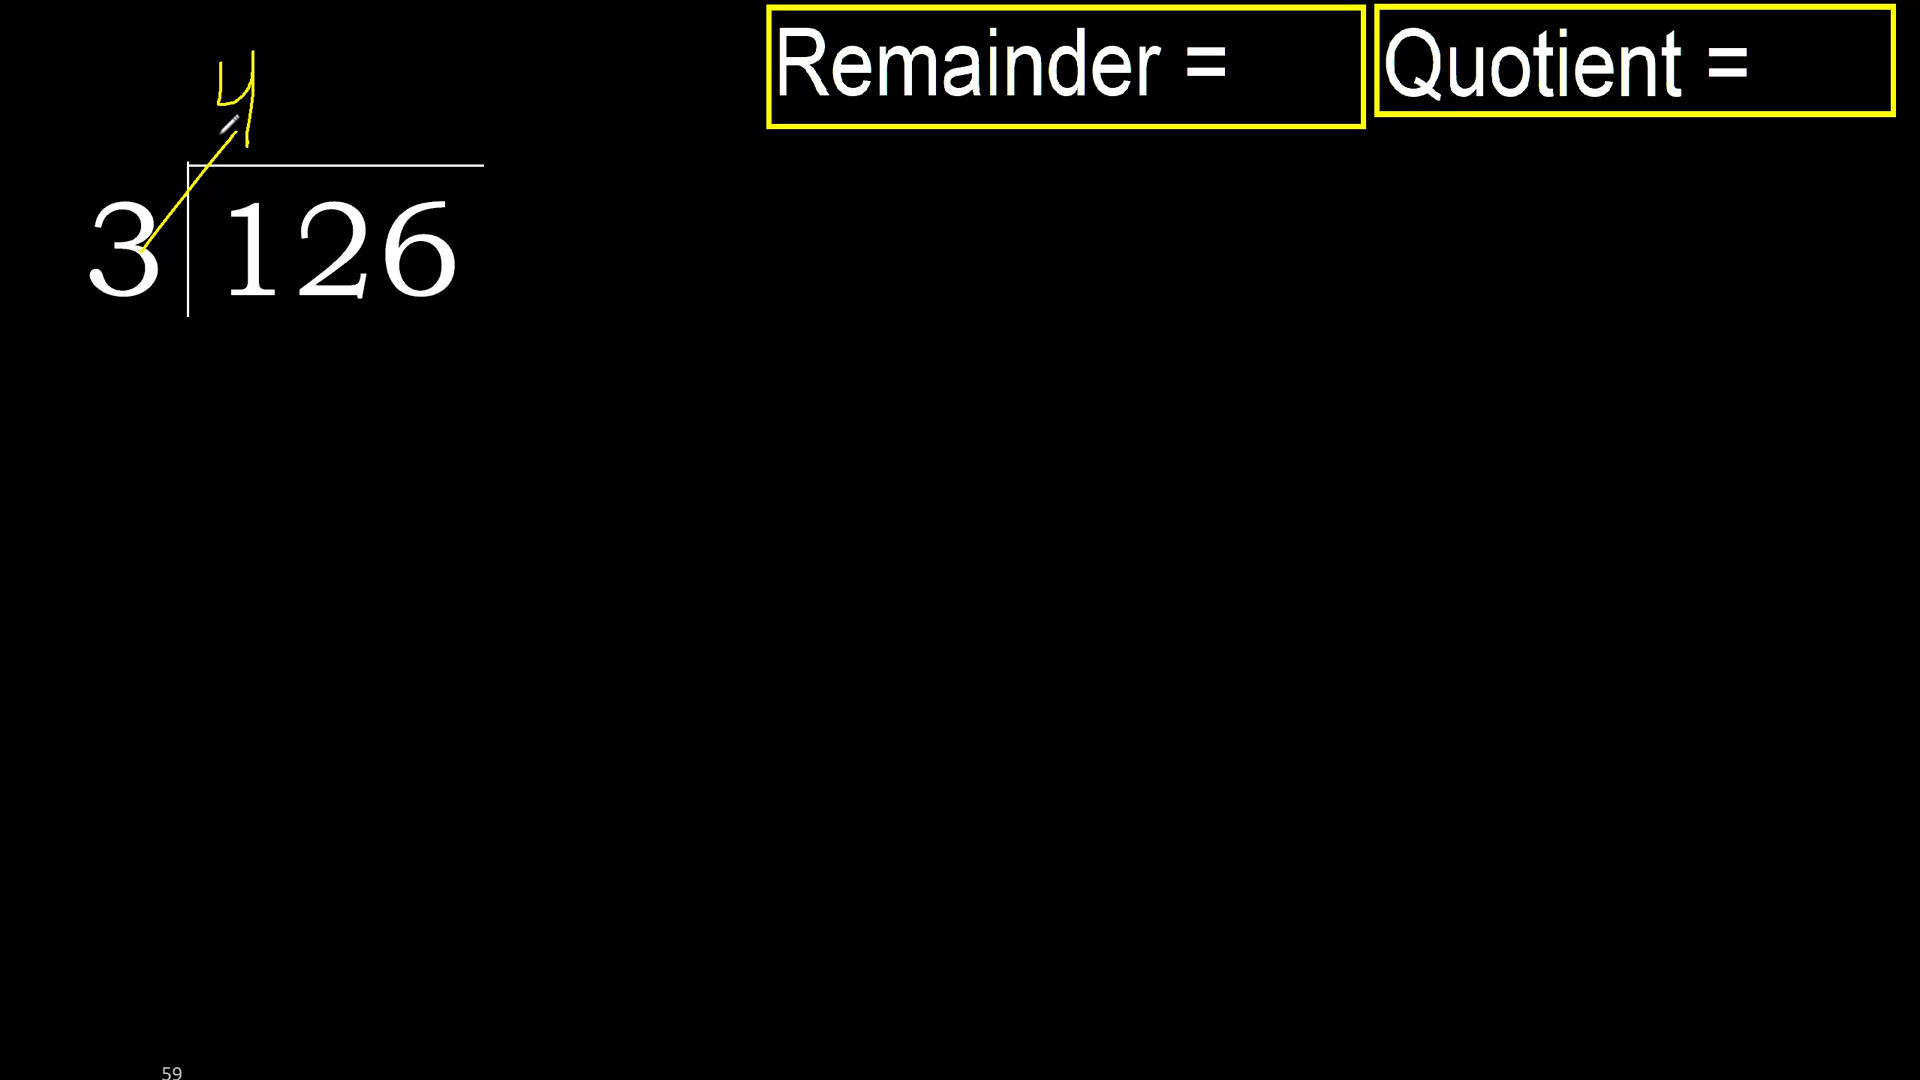 Remainder =
Quotient =
4
3 126
59